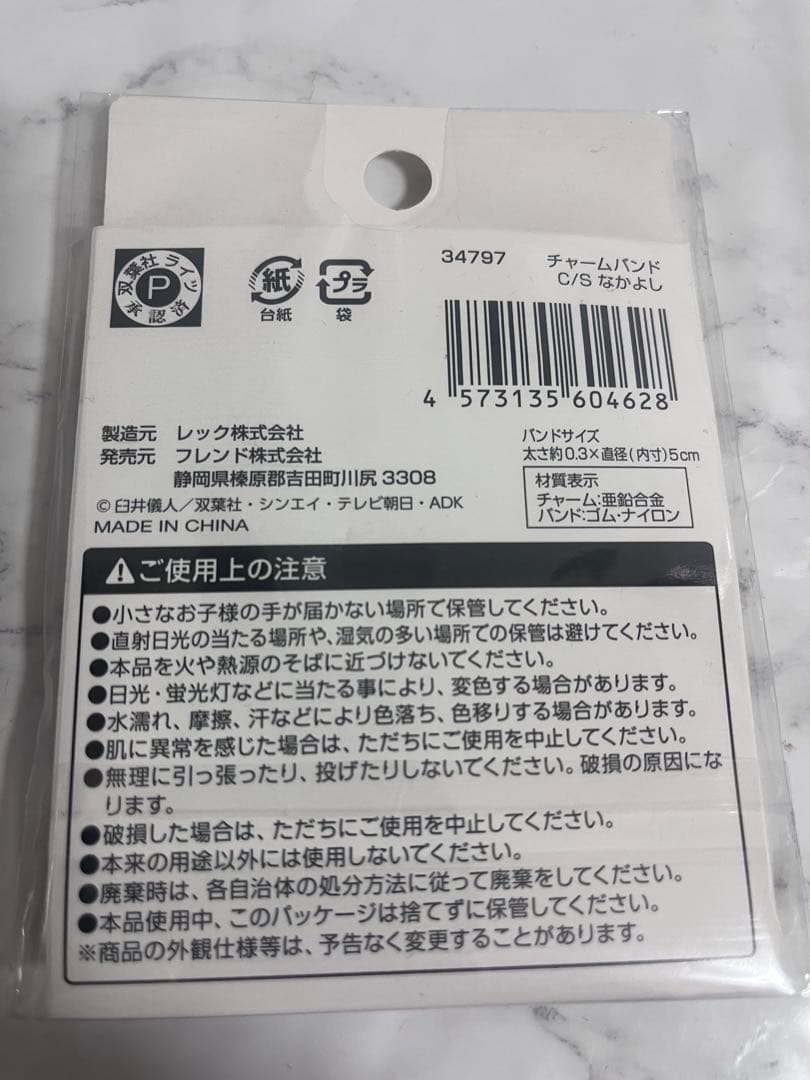 双葉社 ライツ
P
承認済
紙
台紙
プラ
袋
34797 チャームバンド
C/S なかよし
4 573135 604628
製造元 レック株式会社
発売元 フレンド株式会社
静岡県榛原郡吉田町川尻 3308
©臼井儀人／双葉社・シンエイ・テレビ朝日・ADK
MADE IN CHINA
バンドサイズ
太さ約0.3×直径(内寸)5cm
材質表示
チャーム:亜鉛合金
バンド:ゴム・ナイロン
ご使用上の注意
●小さなお子様の手が届かない場所で保管してください。
●直射日光の当たる場所や、湿気の多い場所での保管は避けてください。
●本品を火や熱源のそばに近づけないでください。
●日光・蛍光灯などに当たる事により、変色する場合があります。
●水濡れ、摩擦、汗などにより色落ち、色移りする場合があります。
●肌に異常を感じた場合は、ただちにご使用を中止してください。
●無理に引っ張ったり、投げたりしないでください。破損の原因にな
ります。
●破損した場合は、ただちにご使用を中止してください。
●本来の用途以外には使用しないでください。
●廃棄時は、各自治体の処分方法に従って廃棄をしてください。
●本品使用中、このパッケージは捨てずに保管してください。
※商品の外観仕様等は、予告なく変更することがあります。